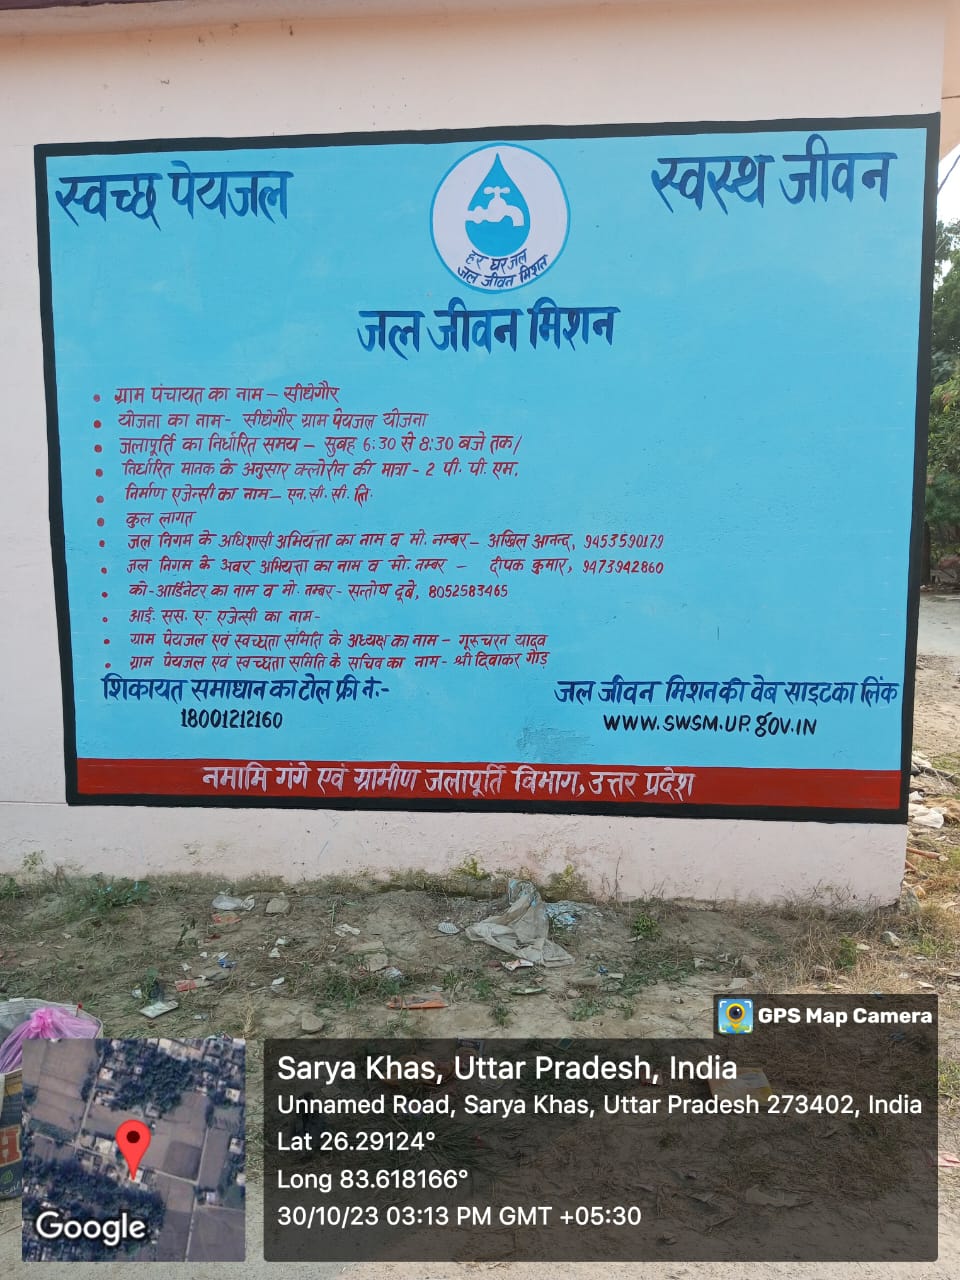 स्वच्छ पेयजल
स्वस्थ जीवन
हर घर जल
जल जीवन मिशन
जल जीवन मिशन
• ग्राम पंचायत का नाम – सीधेगौर
• योजना का नाम - सीधेगौर ग्राम पेयजल योजना
• जलापूर्ति का निर्धारित समय – सुबह 6:30 से 8:30 बजे तक/
• निर्धारित मानक के अनुसार क्लोरीन की मात्रा - 2 पी. पी. एम.
• निर्माण एजेन्सी का नाम – एन. सी. सी. लि.
• कुल लागत
• जल निगम के अधिशासी अभियन्ता का नाम व मो. नम्बर – अखिल आनन्द, 9453590179
• जल निगम के अवर अभियन्ता का नाम व मो. नम्बर – दीपक कुमार, 9473942860
• को-आर्डिनेटर का नाम व मो. नम्बर - सन्तोष दूबे, 8052583465
• आई. एस. ए. एजेन्सी का नाम -
• ग्राम पेयजल एवं स्वच्छता समिति के अध्यक्ष का नाम – गुरूचरन यादव
• ग्राम पेयजल एवं स्वच्छता समिति के सचिव का नाम - श्री दिवाकर गौड़
शिकायत समाधान का टोल फ्री नं:-
18001212160
जल जीवन मिशन की वेब साइट का लिंक
WWW.SWSM.UP.gov.IN
नमामि गंगे एवं ग्रामीण जलापूर्ति विभाग, उत्तर प्रदेश
GPS Map Camera
Sarya Khas, Uttar Pradesh, India
Unnamed Road, Sarya Khas, Uttar Pradesh 273402, India
Lat 26.29124°
Long 83.618166°
30/10/23 03:13 PM GMT +05:30
Google